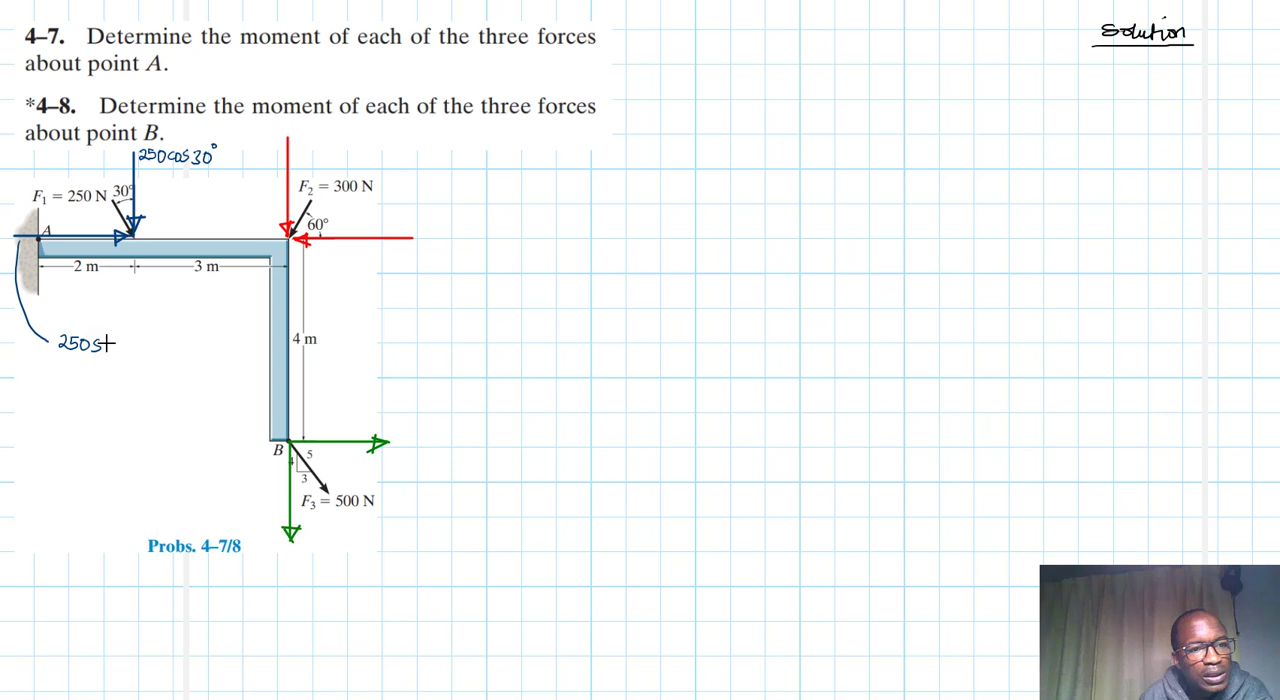 4–7. Determine the moment of each of the three forces
about point A.
*4–8. Determine the moment of each of the three forces
about point B.
Solution
250cos30°
F₁ = 250 N 30°
F₂ = 300 N
60°
A
2 m
3 m
4 m
250s
B
5
4
3
F₃ = 500 N
Probs. 4–7/8